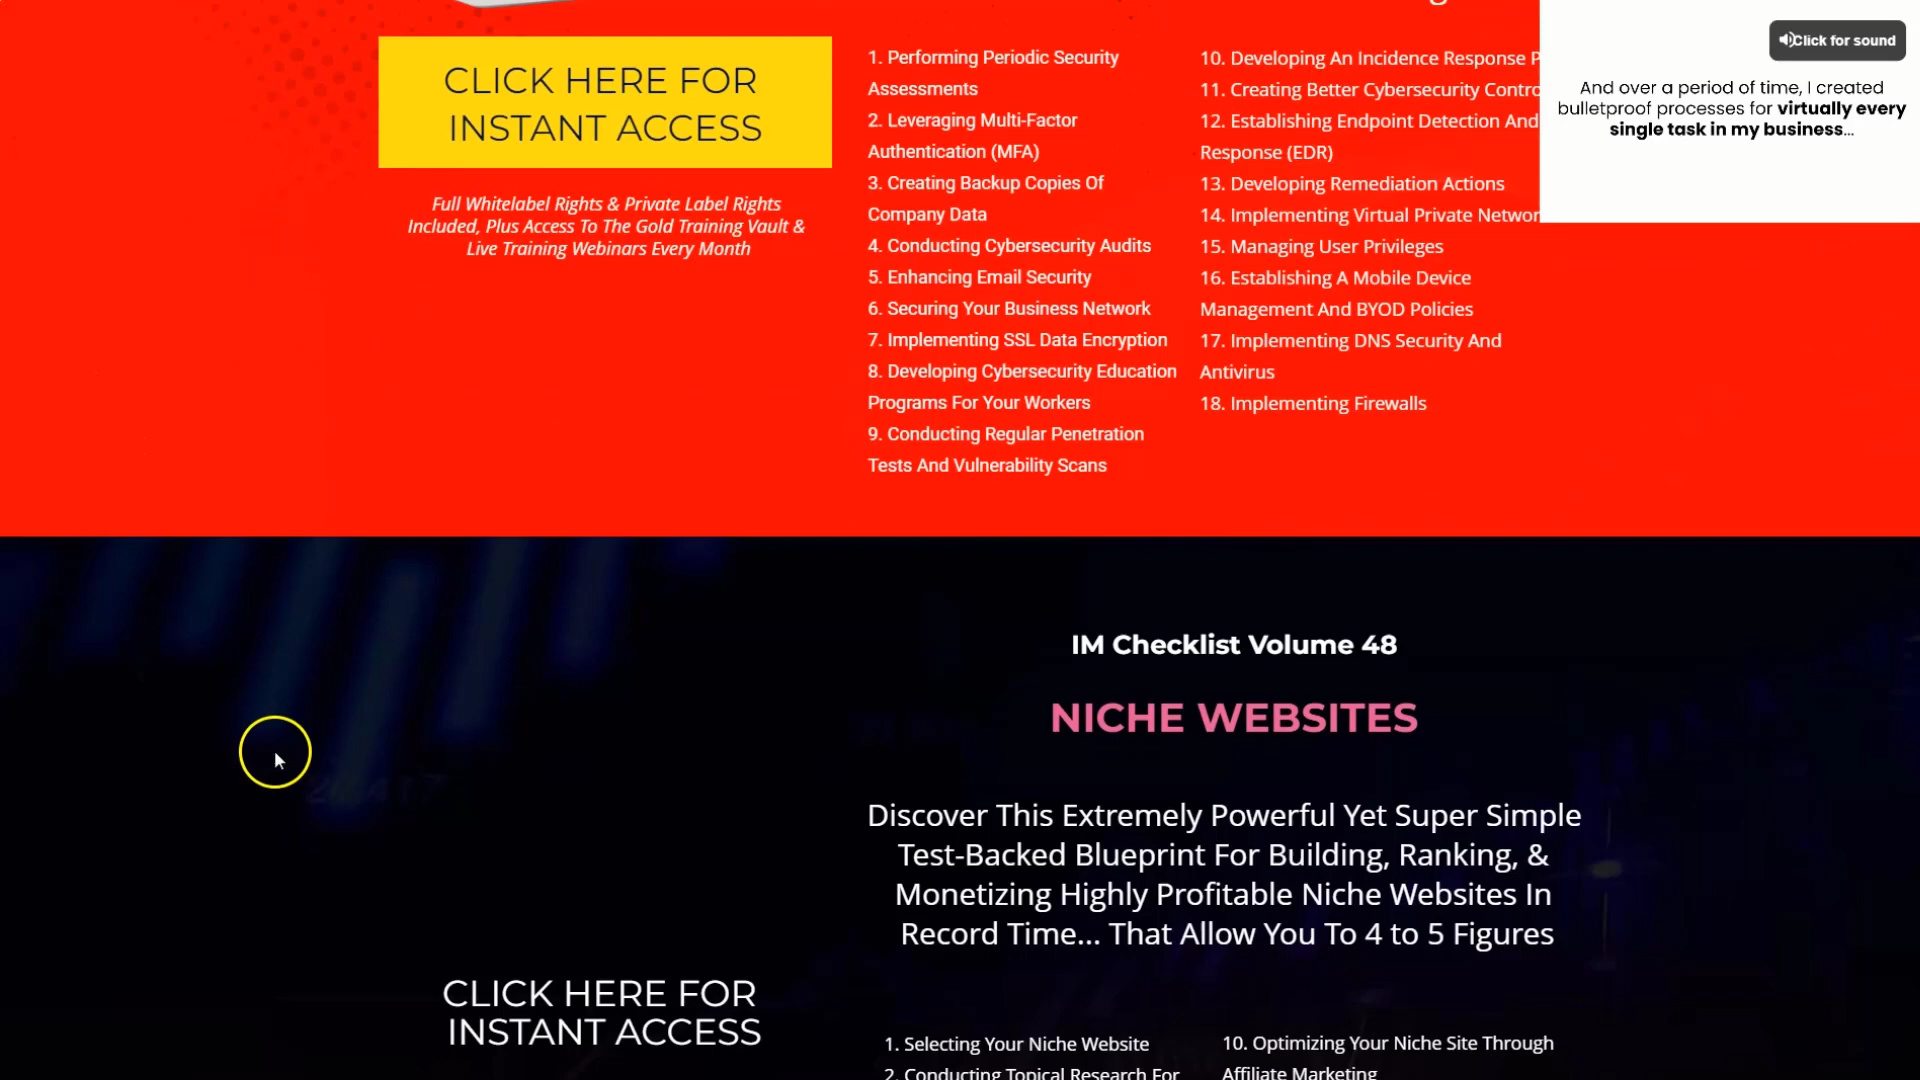 CLICK HERE FOR
INSTANT ACCESS
Full Whitelabel Rights & Private Label Rights
Included, Plus Access To The Gold Training Vault &
Live Training Webinars Every Month
1. Performing Periodic Security
Assessments
2. Leveraging Multi-Factor
Authentication (MFA)
3. Creating Backup Copies Of
Company Data
4. Conducting Cybersecurity Audits
5. Enhancing Email Security
6. Securing Your Business Network
7. Implementing SSL Data Encryption
8. Developing Cybersecurity Education
Programs For Your Workers
9. Conducting Regular Penetration
Tests And Vulnerability Scans
10. Developing An Incidence Response
11. Creating Better Cybersecurity
12. Establishing Endpoint Detection And
Response (EDR)
13. Developing Remediation Actions
14. Implementing Virtual Private
15. Managing User Privileges
16. Establishing A Mobile Device
Management And BYOD Policies
17. Implementing DNS Security And
Antivirus
18. Implementing Firewalls
Click for sound
And over a period of time, I created
bulletproof processes for virtually every
single task in my business...
IM Checklist Volume 48
NICHE WEBSITES
Discover This Extremely Powerful Yet Super Simple
Test-Backed Blueprint For Building, Ranking, &
Monetizing Highly Profitable Niche Websites In
Record Time... That Allow You To 4 to 5 Figures
CLICK HERE FOR
INSTANT ACCESS
1. Selecting Your Niche Website
2. Conducting Topical Research For
10. Optimizing Your Niche Site Through
Affiliate Marketing